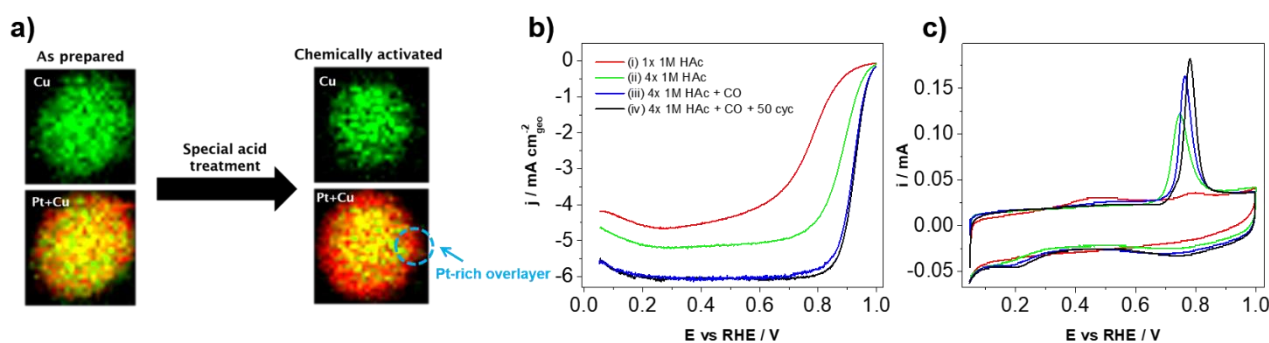 a)
As prepared
Cu
Pt+Cu
Special acid
treatment
Chemically activated
Cu
Pt+Cu
Pt-rich overlayer
b)
j / mA cm⁻²geo
0
-1
-2
-3
-4
-5
-6
(i) 1x 1M HAc
(ii) 4x 1M HAc
(iii) 4x 1M HAc + CO
(iv) 4x 1M HAc + CO + 50 cyc
0.0 0.2 0.4 0.6 0.8 1.0
E vs RHE / V
c)
i / mA
0.15
0.10
0.05
0.00
-0.05
0.2 0.4 0.6 0.8 1.0
E vs RHE / V